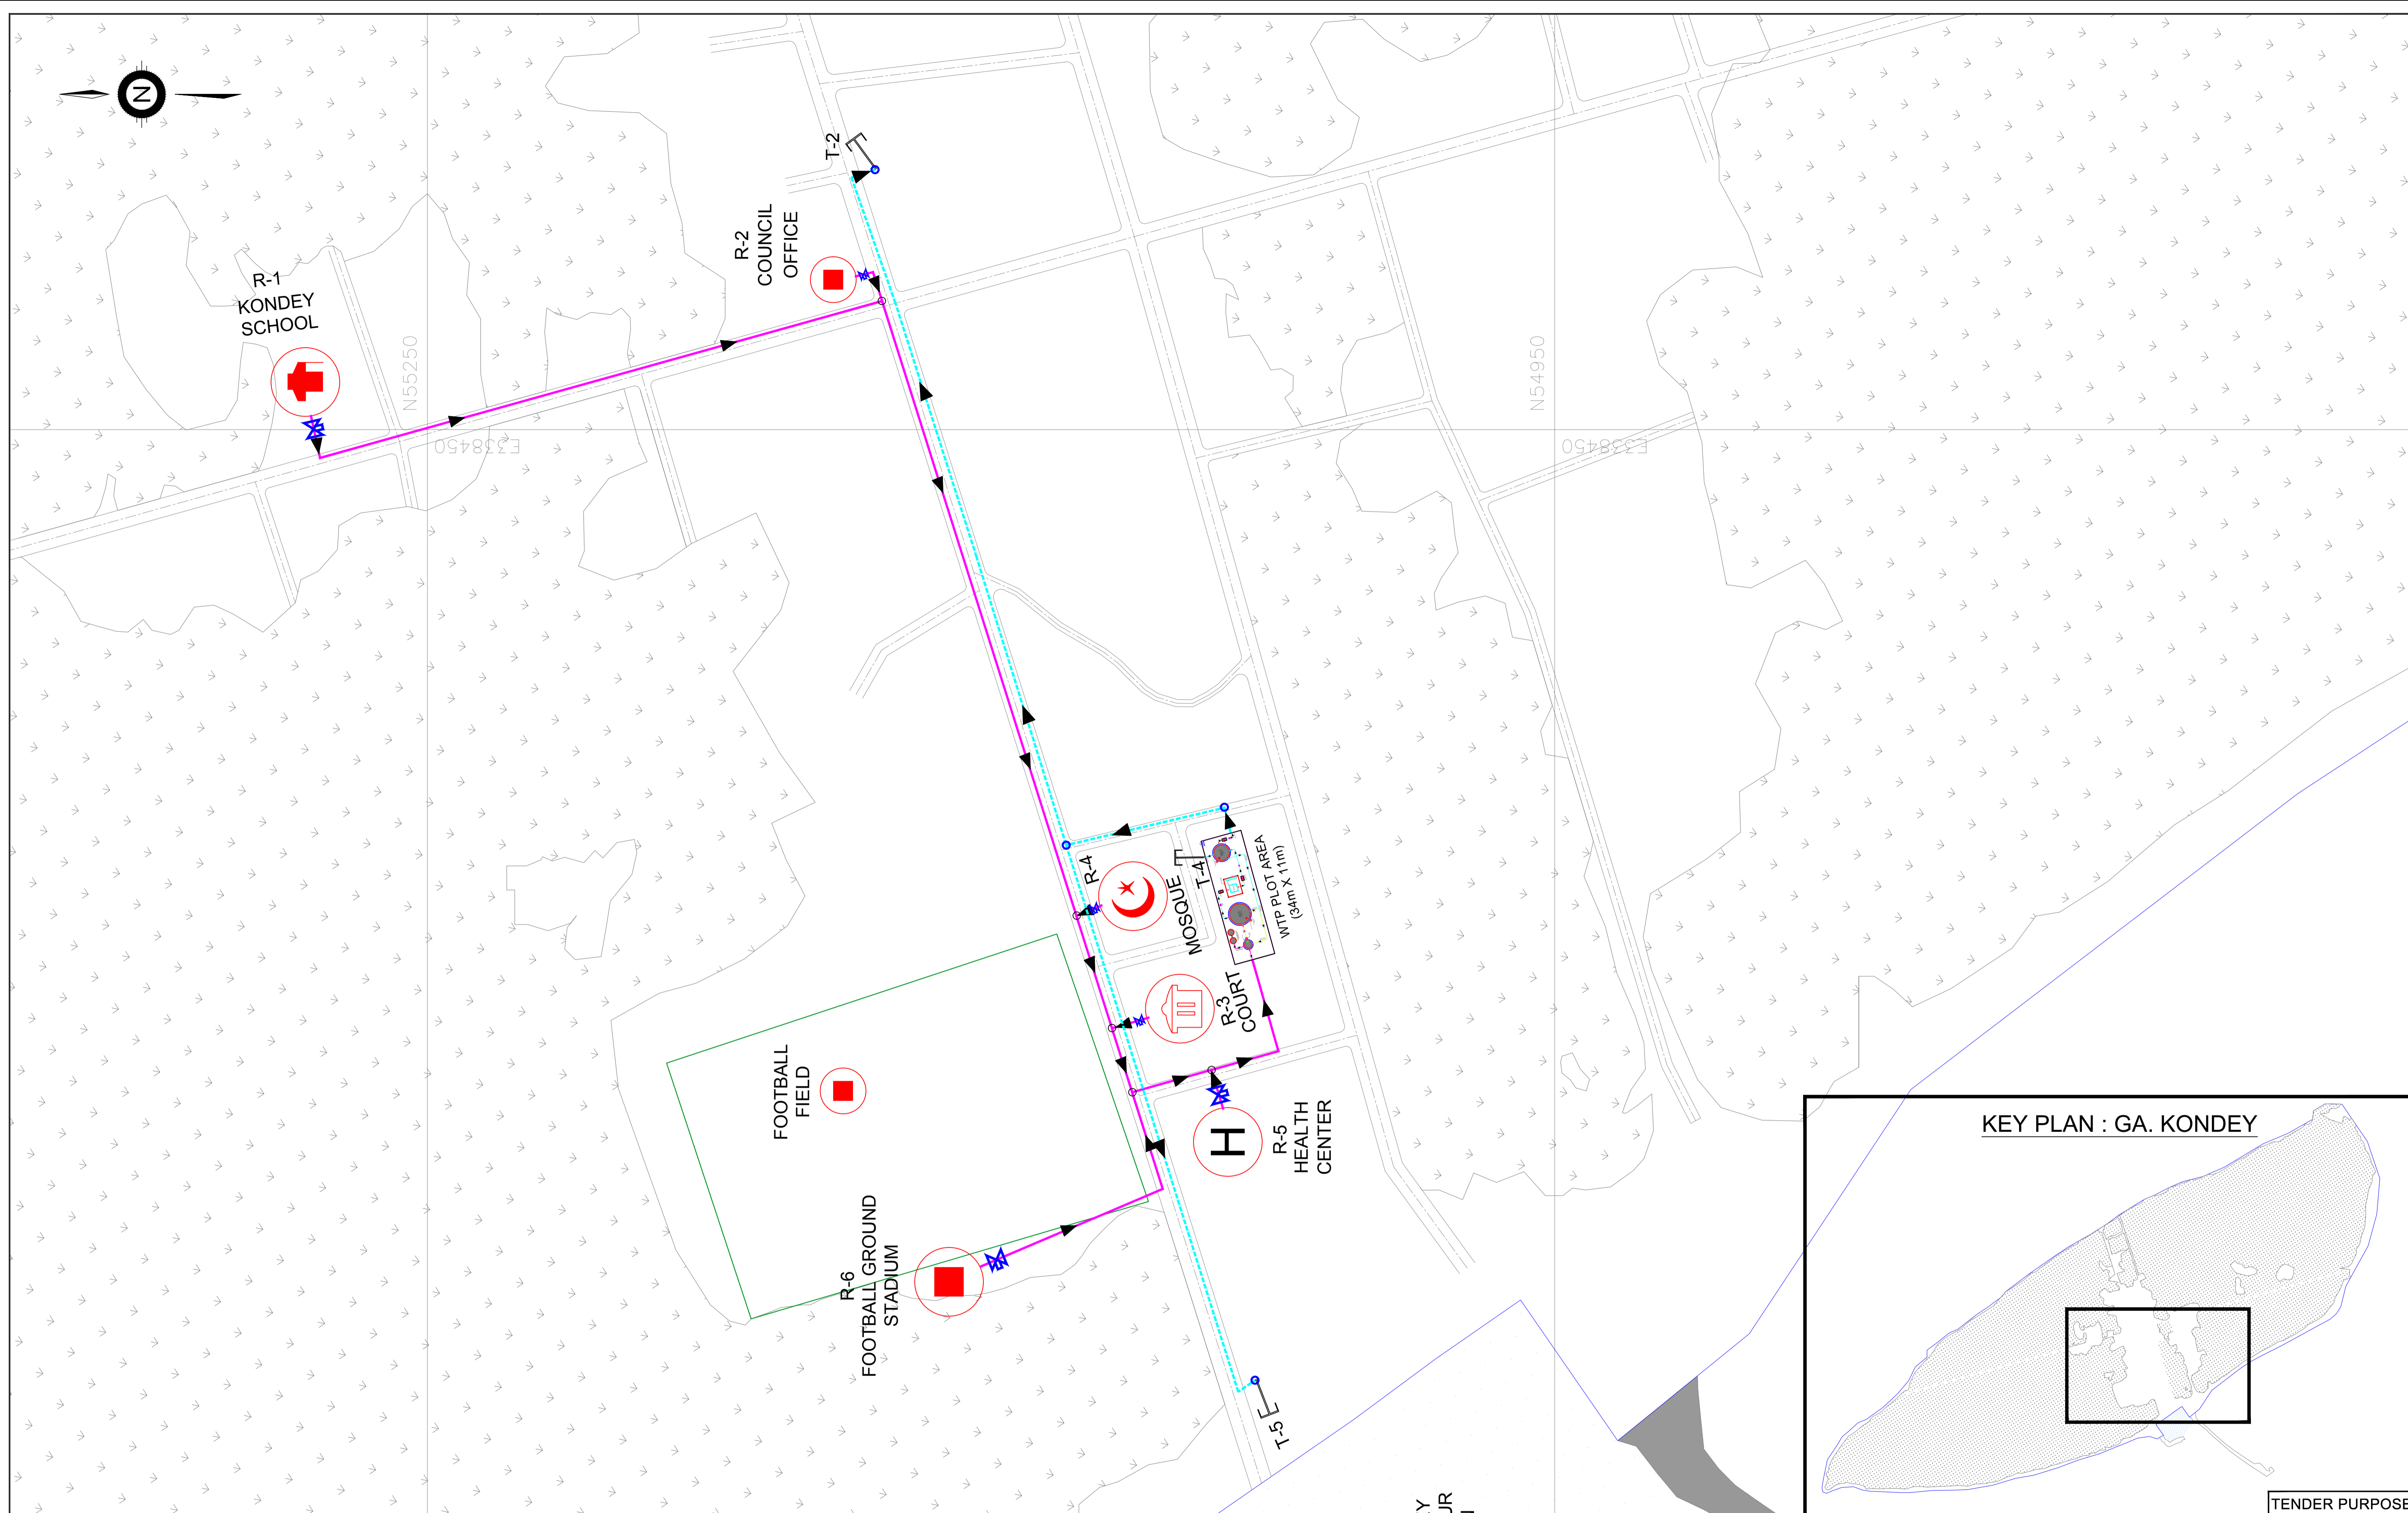 N
T-2
R-2
COUNCIL
OFFICE
R-1
KONDEY
SCHOOL
N55250
E338450
N54950
E338450
R-4
MOSQUE
T-4
WTP PLOT AREA
(34m X 11m)
R-3
COURT
FOOTBALL
FIELD
H
R-5
HEALTH
CENTER
R-6
FOOTBALL GROUND
STADIUM
T-5
KEY PLAN : GA. KONDEY
TENDER PURPOSE